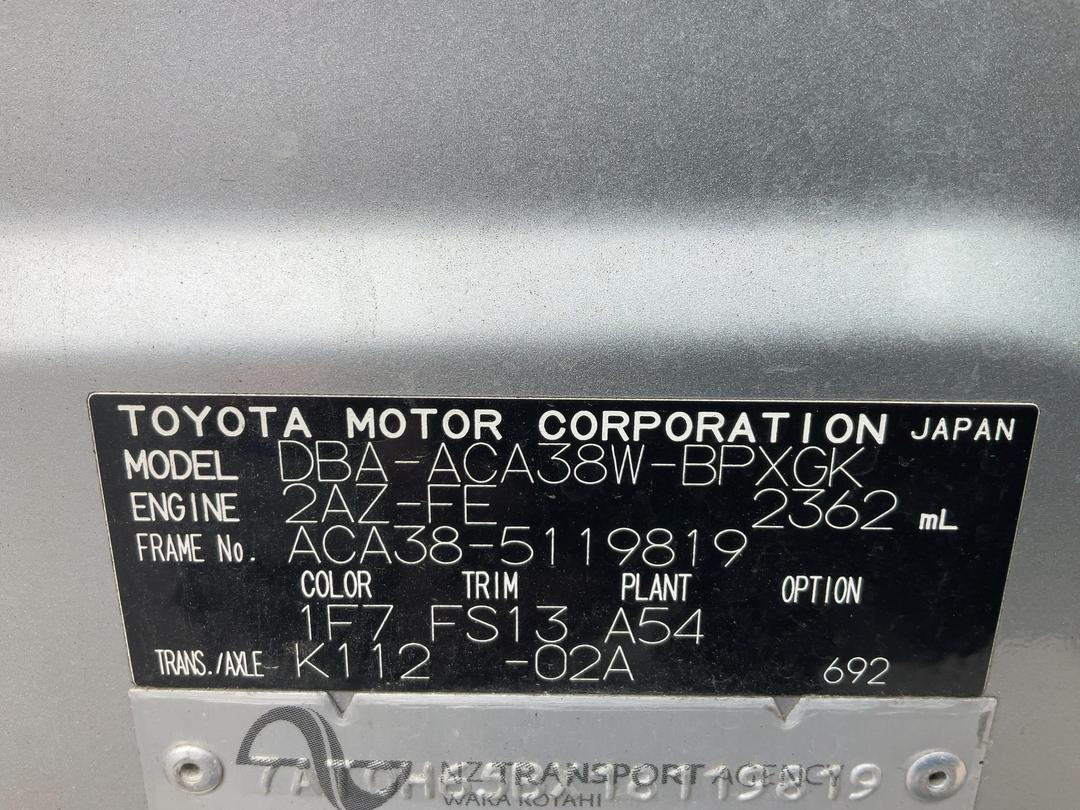 TOYOTA MOTOR CORPORATION JAPAN
MODEL DBA-ACA38W-BPXGK
ENGINE 2AZ-FE 2362 mL
FRAME No. ACA38-5119819
COLOR TRIM PLANT OPTION
1F7 FS13 A54
TRANS./AXLE K112 -02A 692
NZ TRANSPORT AGENCY
WAKA KOTAHI